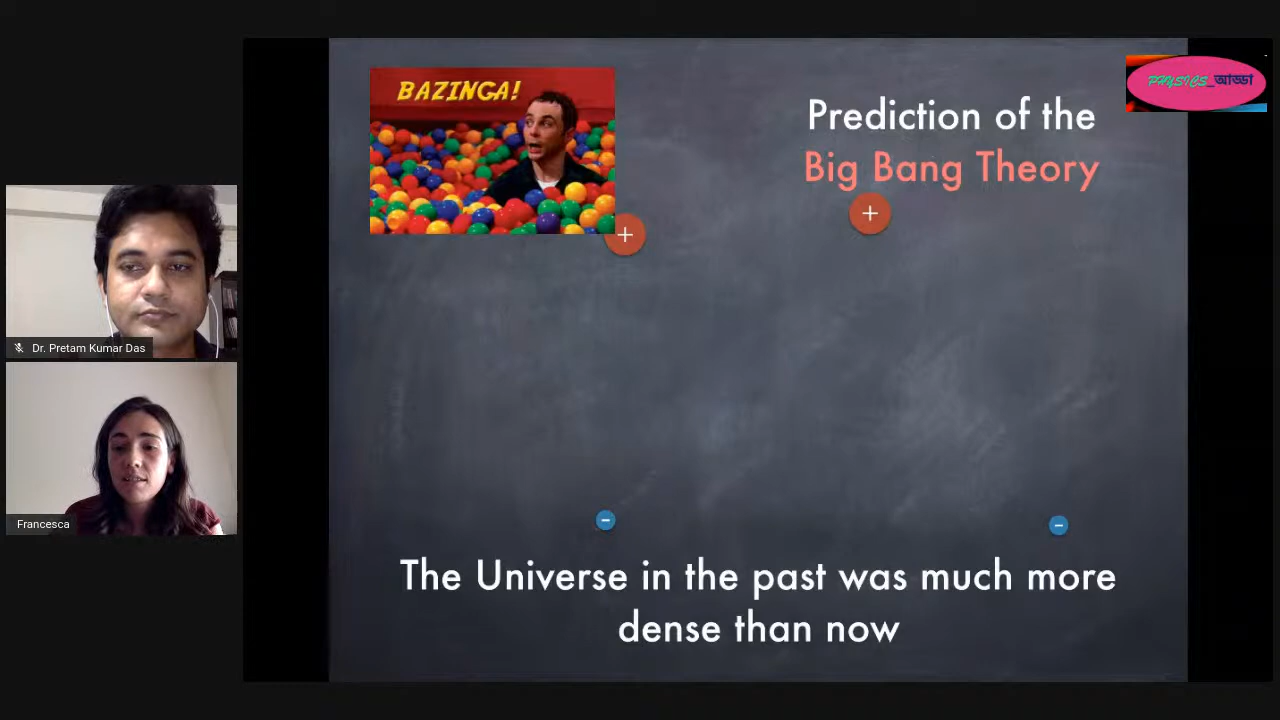 BAZINGA!
PHYSICS_আড্ডা
Prediction of the
Big Bang Theory
+
+
Dr. Pretam Kumar Das
Francesca
−
−
The Universe in the past was much more
dense than now